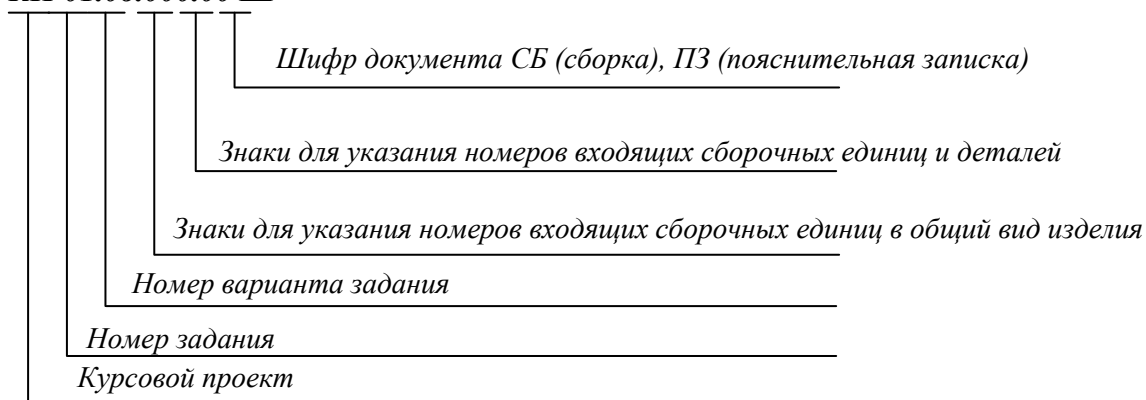 Шифр документа СБ (сборка), ПЗ (пояснительная записка)
Знаки для указания номеров входящих сборочных единиц и деталей
Знаки для указания номеров входящих сборочных единиц в общий вид изделия
Номер варианта задания
Номер задания
Курсовой проект